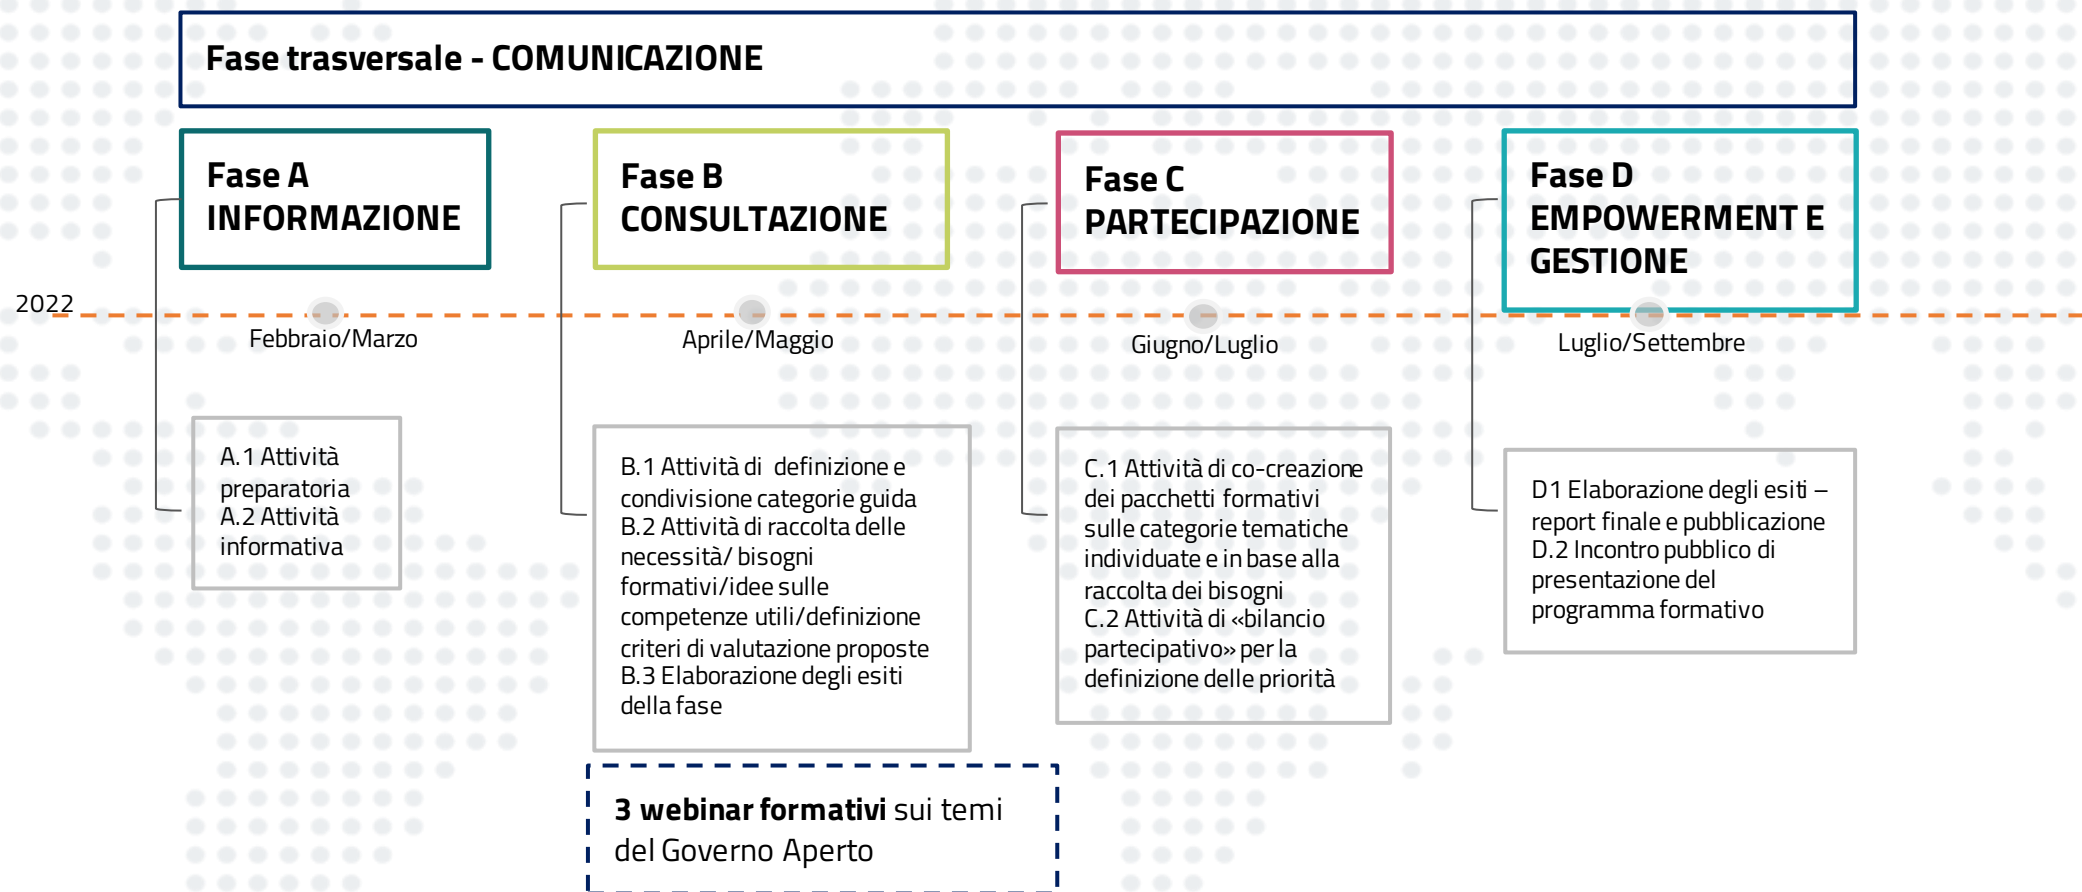 Fase trasversale - COMUNICAZIONE
Fase A
INFORMAZIONE
Fase B
CONSULTAZIONE
Fase C
PARTECIPAZIONE
Fase D
EMPOWERMENT E
GESTIONE
2022
Febbraio/Marzo
Aprile/Maggio
Giugno/Luglio
Luglio/Settembre
A.1 Attività
preparatoria
A.2 Attività
informativa
B.1 Attività di definizione e
condivisione categorie guida
B.2 Attività di raccolta delle
necessità/ bisogni
formativi/idee sulle
competenze utili/definizione
criteri di valutazione proposte
B.3 Elaborazione degli esiti
della fase
C.1 Attività di co-creazione
dei pacchetti formativi
sulle categorie tematiche
individuate e in base alla
raccolta dei bisogni
C.2 Attività di «bilancio
partecipativo» per la
definizione delle priorità
D1 Elaborazione degli esiti –
report finale e pubblicazione
D.2 Incontro pubblico di
presentazione del
programma formativo
3 webinar formativi sui temi
del Governo Aperto